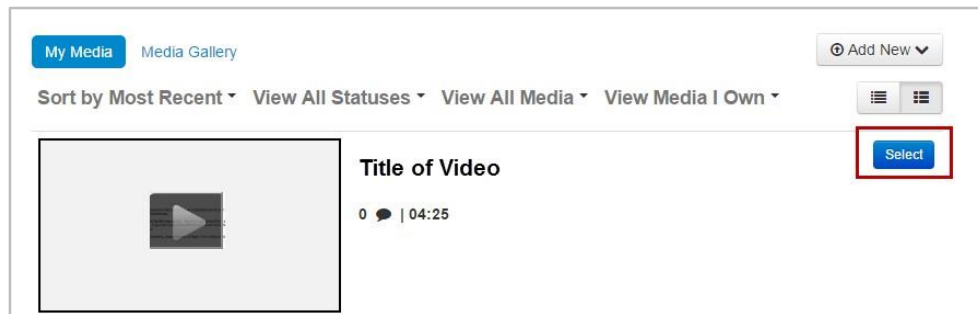 My Media Media Gallery Add New
Sort by Most Recent View All Statuses View All Media View Media I Own
Select
Title of Video
0 | 04:25